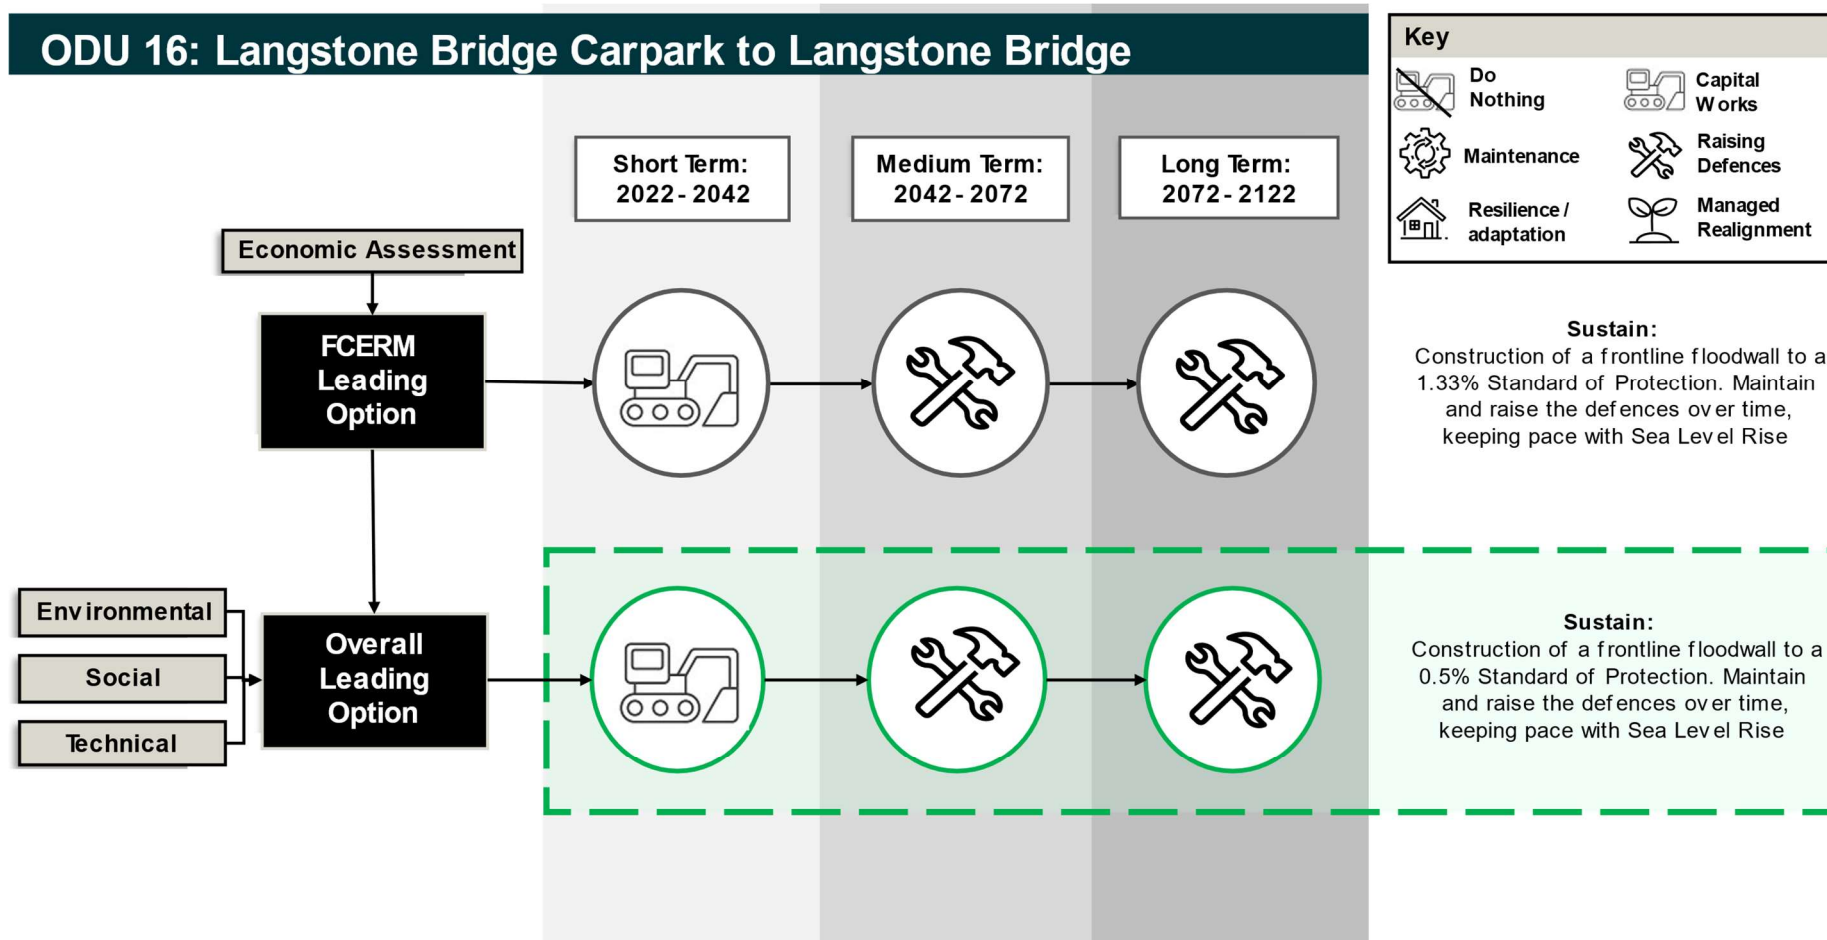 ODU 16: Langstone Bridge Carpark to Langstone Bridge
Key
Do
Nothing
Capital
Works
Maintenance
Raising
Defences
Resilience /
adaptation
Managed
Realignment
Short Term:
2022 - 2042
Medium Term:
2042 - 2072
Long Term:
2072 - 2122
Economic Assessment
FCERM
Leading
Option
Sustain:
Construction of a frontline floodwall to a
1.33% Standard of Protection. Maintain
and raise the defences over time,
keeping pace with Sea Level Rise
Environmental
Social
Technical
Overall
Leading
Option
Sustain:
Construction of a frontline floodwall to a
0.5% Standard of Protection. Maintain
and raise the defences over time,
keeping pace with Sea Level Rise